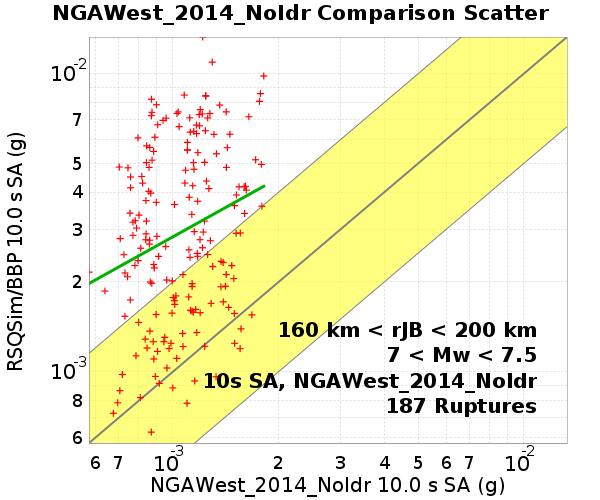 NGAWest_2014_NoIdr Comparison Scatter
RSQSim/BBP 10.0 s SA (g)
10-2
7
5
4
3
2
10-3
8
6
160 km < rJB < 200 km
7 < Mw < 7.5
10s SA, NGAWest_2014_NoIdr
187 Ruptures
6 7 10-3 2 3 4 5 6 7 10-2
NGAWest_2014_NoIdr 10.0 s SA (g)